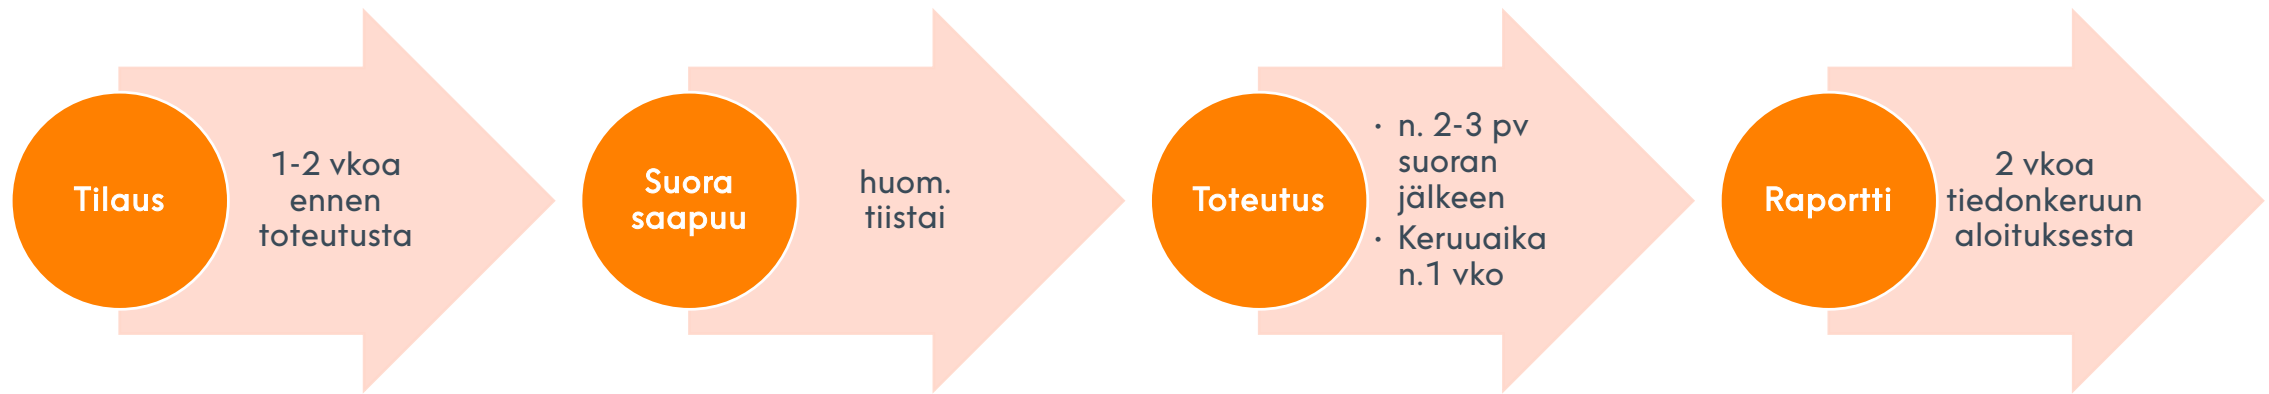 Tilaus
1-2 vkoa
ennen
toteutusta
Suora
saapuu
huom.
tiistai
Toteutus
• n. 2-3 pv
suoran
jälkeen
• Keruuaika
n.1 vko
Raportti
2 vkoa
tiedonkeruun
aloituksesta